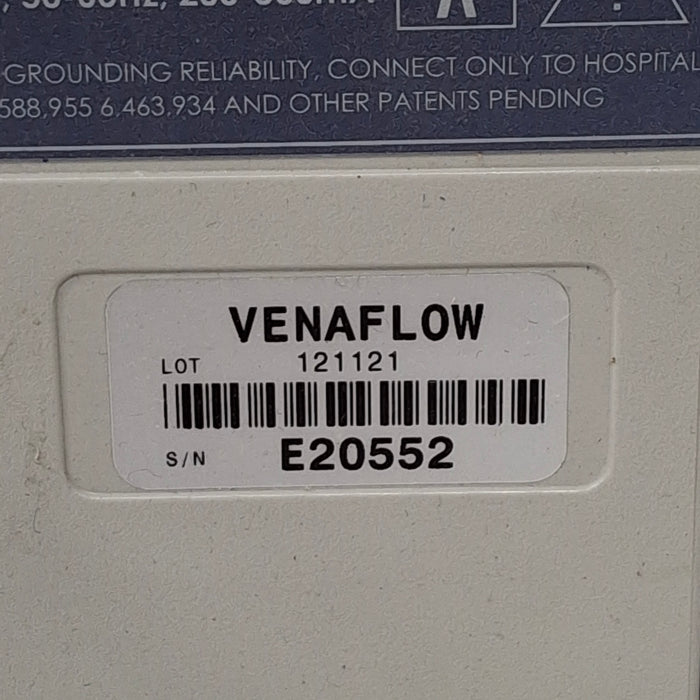 GROUNDING RELIABILITY, CONNECT ONLY TO HOSPITAL
588,955 6,463,934 AND OTHER PATENTS PENDING
VENAFLOW
LOT 121121
S/N E20552